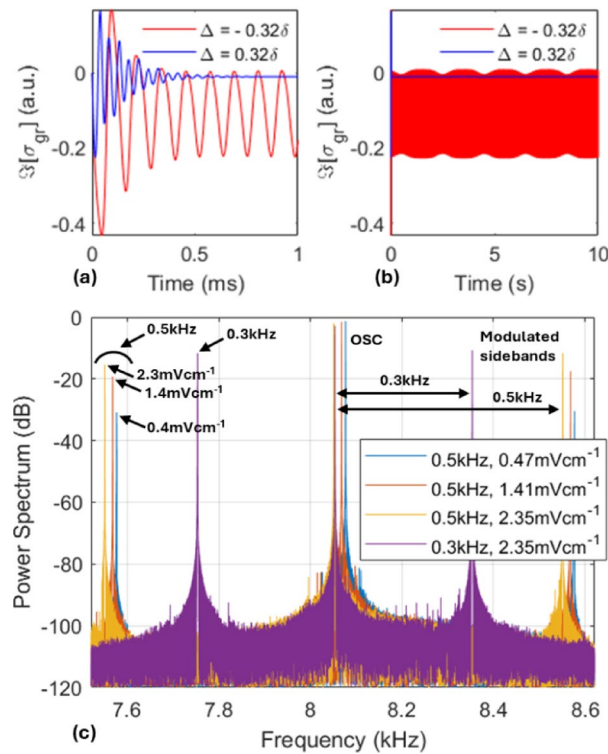 Δ = - 0.32δ
Δ = 0.32δ
0
-0.2
-0.4
ℑ[σgr] (a.u.)
0
0.5
1
(a)
Time (ms)
Δ = - 0.32δ
Δ = 0.32δ
0
-0.2
-0.4
ℑ[σgr] (a.u.)
0
5
10
(b)
Time (s)
0
-20
-40
-60
-80
-100
-120
Power Spectrum (dB)
0.5kHz
0.3kHz
OSC
Modulated
sidebands
2.3mVcm-1
1.4mVcm-1
0.4mVcm-1
0.3kHz
0.5kHz
0.5kHz, 0.47mVcm-1
0.5kHz, 1.41mVcm-1
0.5kHz, 2.35mVcm-1
0.3kHz, 2.35mVcm-1
7.6
7.8
8
8.2
8.4
8.6
(c)
Frequency (kHz)